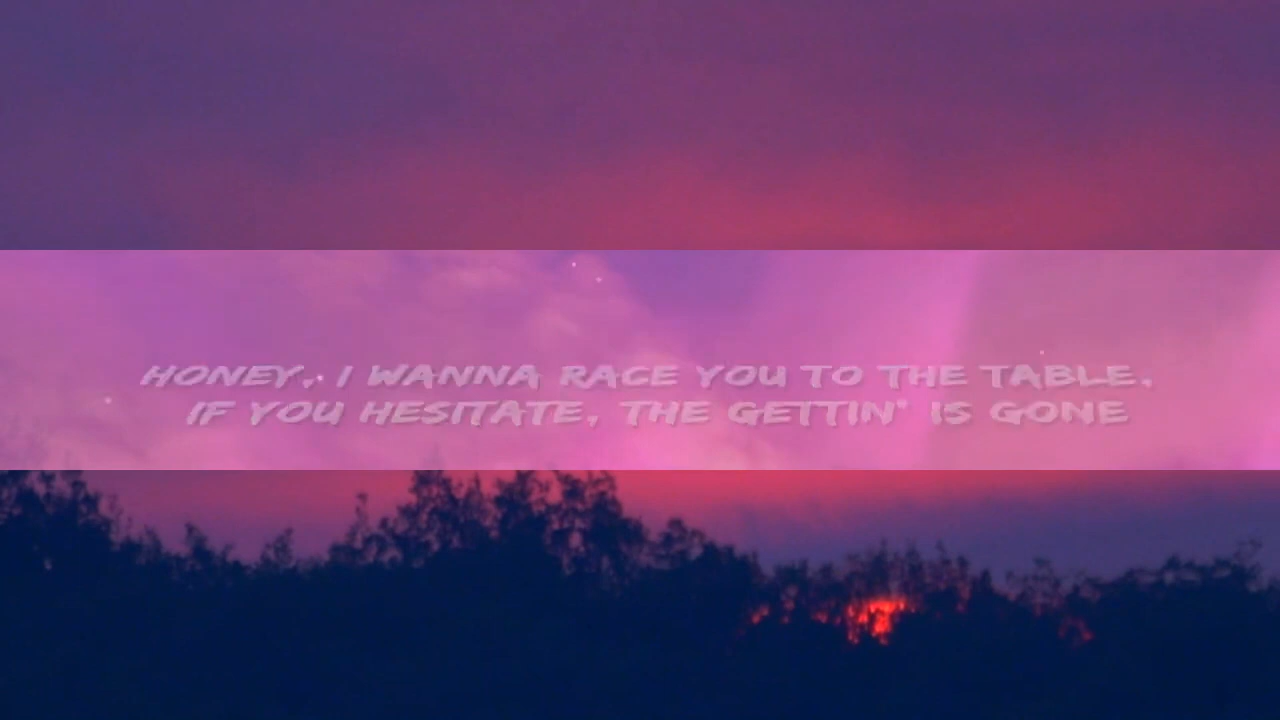 HONEY, I WANNA RACE YOU TO THE TABLE,
IF YOU HESITATE, THE GETTIN' IS GONE